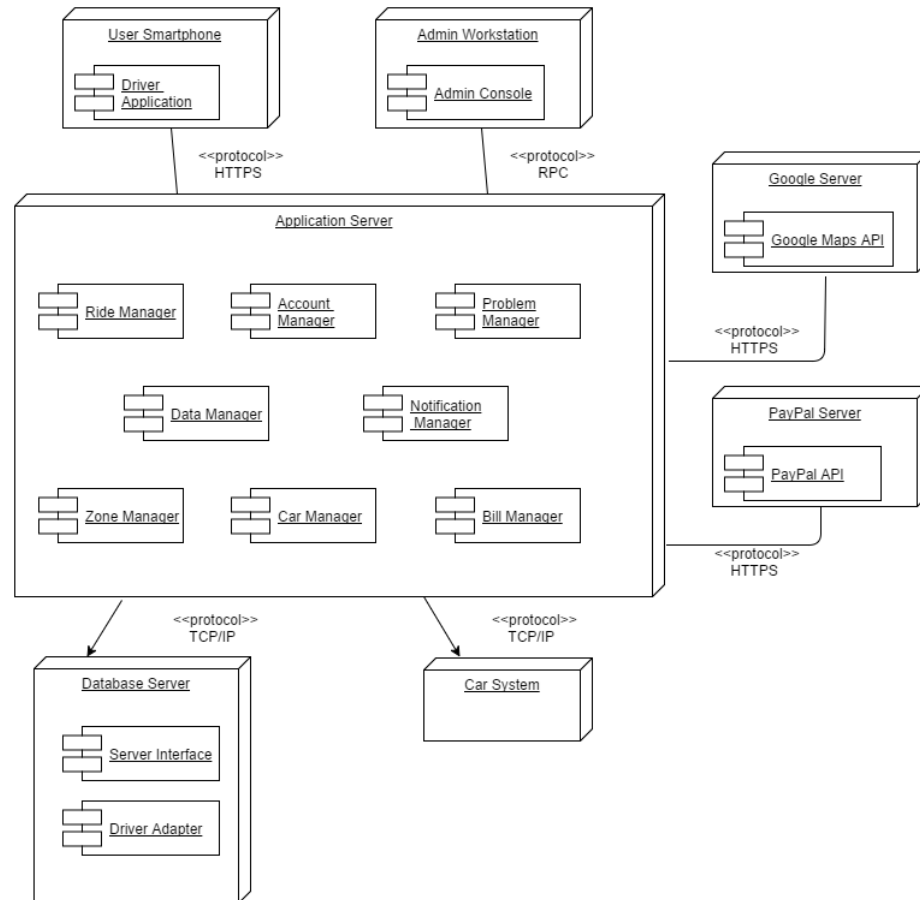 User Smartphone
Driver
Application
Admin Workstation
Admin Console
<<protocol>>
HTTPS
<<protocol>>
RPC
Google Server
Google Maps API
Application Server
Ride Manager
Account
Manager
Problem
Manager
<<protocol>>
HTTPS
Data Manager
Notification
Manager
PayPal Server
PayPal API
Zone Manager
Car Manager
Bill Manager
<<protocol>>
HTTPS
<<protocol>>
TCP/IP
<<protocol>>
TCP/IP
Database Server
Server Interface
Driver Adapter
Car System